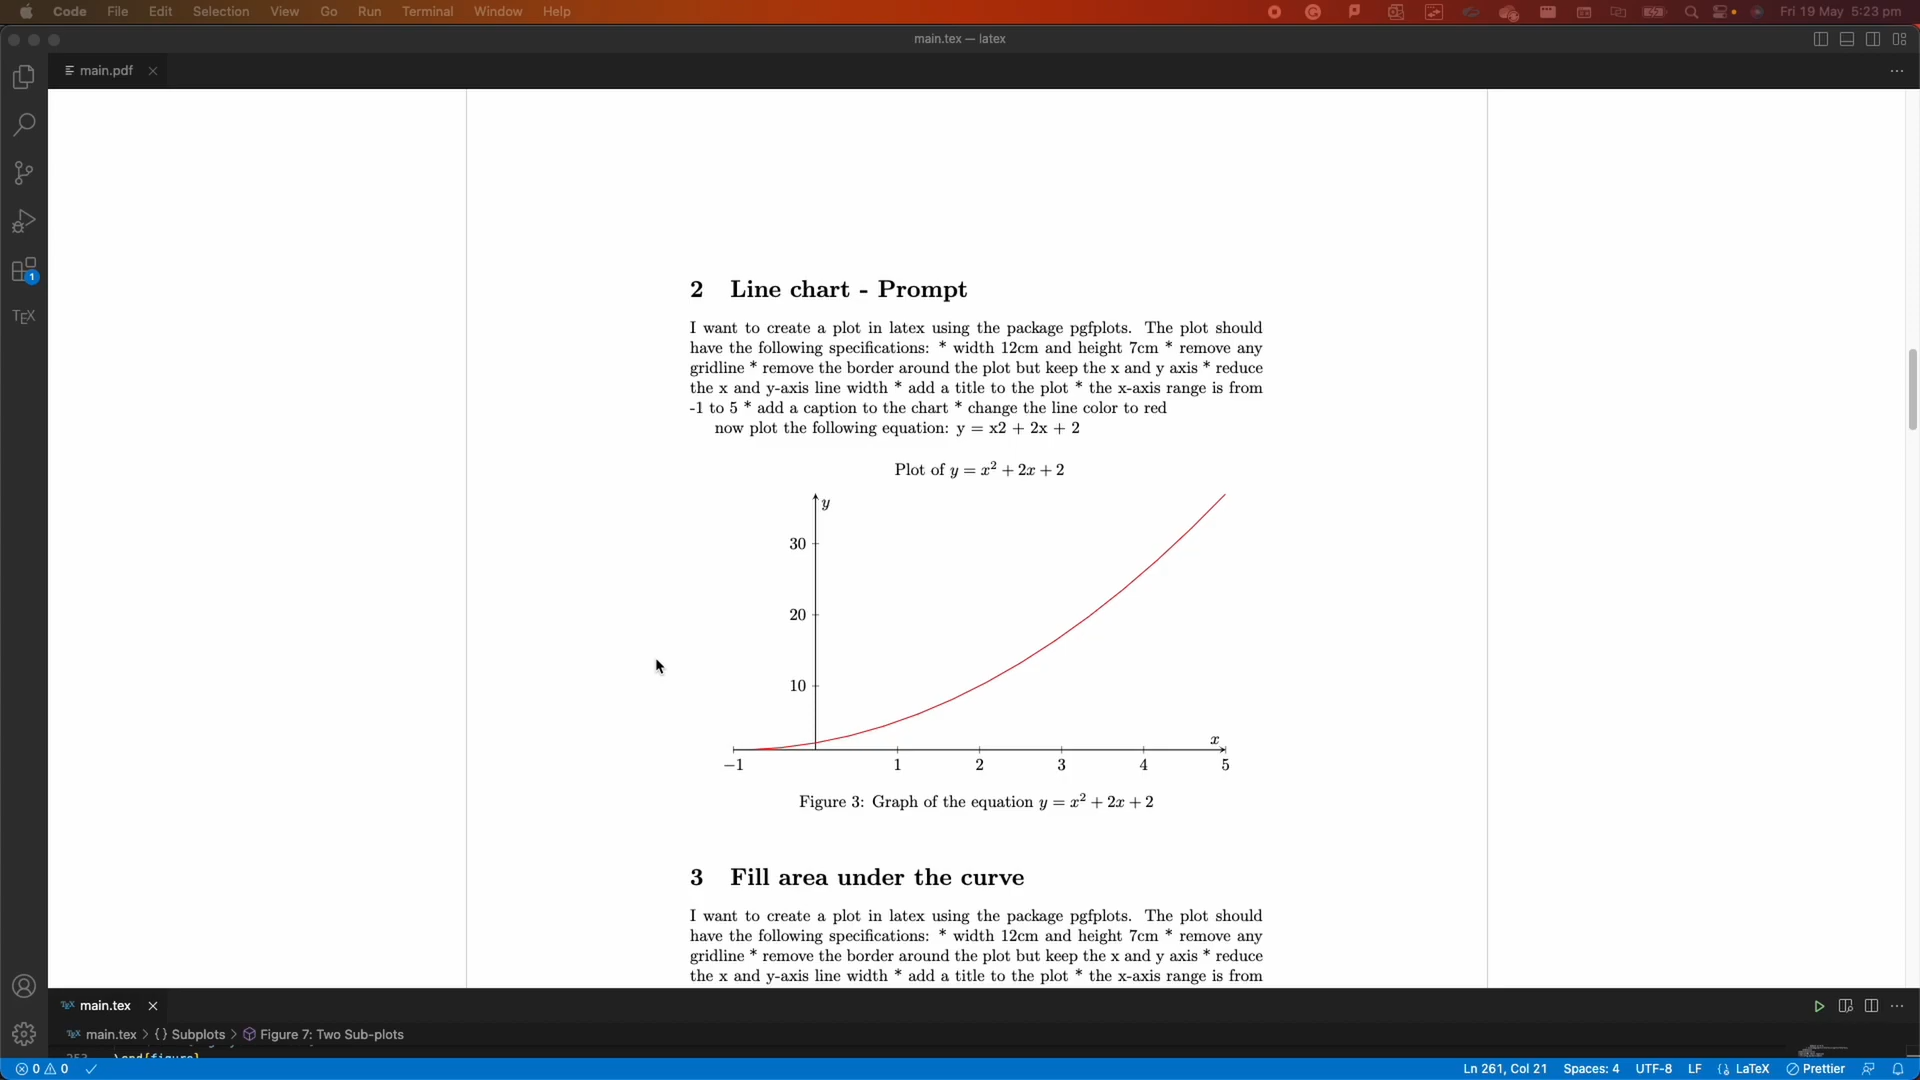 Code File Edit Selection View Go Run Terminal Window Help Fri 19 May 5:23 pm
main.tex — latex
main.pdf
2 Line chart - Prompt
I want to create a plot in latex using the package pgfplots. The plot should
have the following specifications: * width 12cm and height 7cm * remove any
gridline * remove the border around the plot but keep the x and y axis * reduce
the x and y-axis line width * add a title to the plot * the x-axis range is from
-1 to 5 * add a caption to the chart * change the line color to red
now plot the following equation: y = x2 + 2x + 2
Plot of y = x² + 2x + 2
y
30
20
10
x
−1 1 2 3 4 5
Figure 3: Graph of the equation y = x² + 2x + 2
3 Fill area under the curve
I want to create a plot in latex using the package pgfplots. The plot should
have the following specifications: * width 12cm and height 7cm * remove any
gridline * remove the border around the plot but keep the x and y axis * reduce
the x and y-axis line width * add a title to the plot * the x-axis range is from
1
TEX
TEX main.tex
TEX main.tex > {} Subplots > Figure 7: Two Sub-plots
0 0 Ln 261, Col 21 Spaces: 4 UTF-8 LF {} LaTeX Prettier